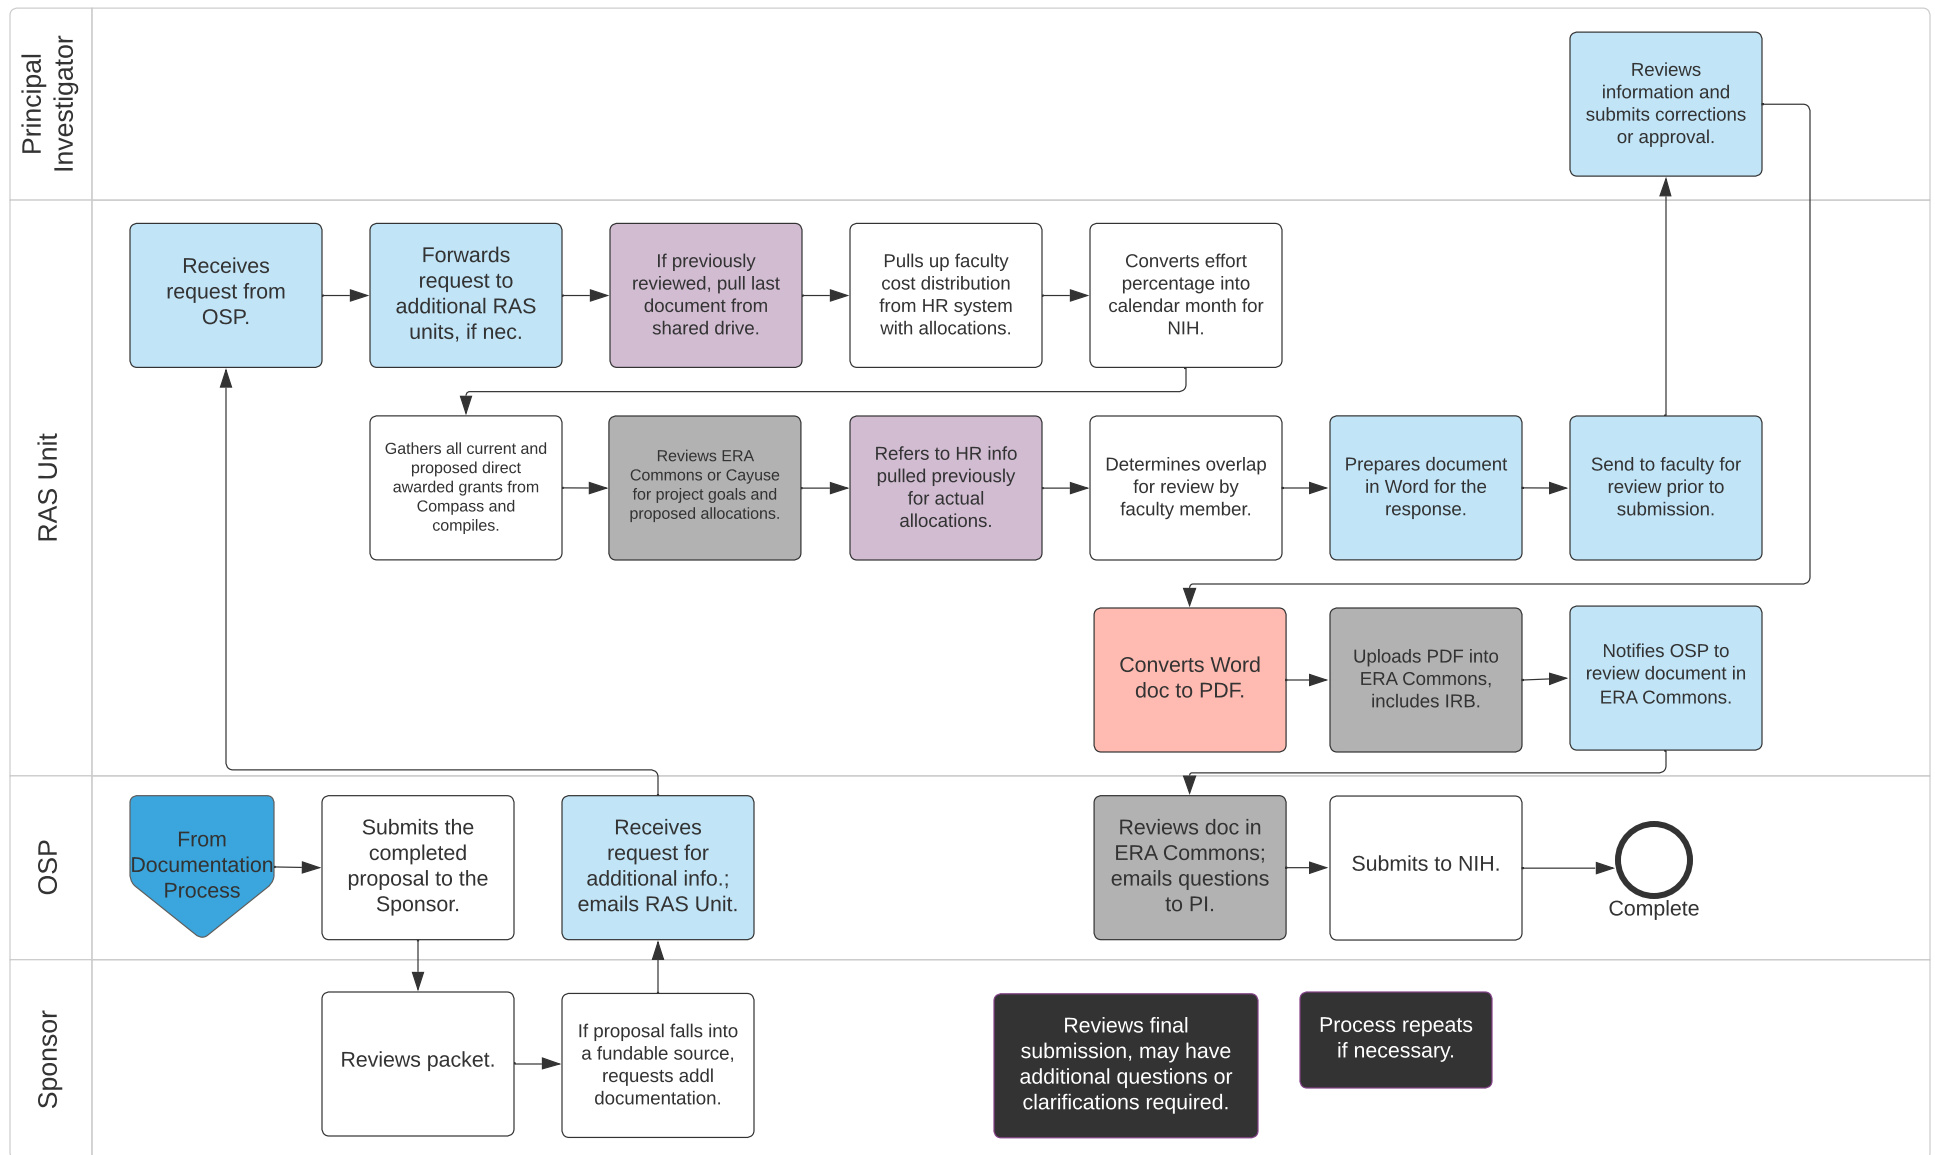 Principal
Investigator
Reviews
information and
submits corrections
or approval.
RAS Unit
Receives
request from
OSP.
Forwards
request to
additional RAS
units, if nec.
If previously
reviewed, pull last
document from
shared drive.
Pulls up faculty
cost distribution
from HR system
with allocations.
Converts effort
percentage into
calendar month for
NIH.
Gathers all current and
proposed direct
awarded grants from
Compass and
compiles.
Reviews ERA
Commons or Cayuse
for project goals and
proposed allocations.
Refers to HR info
pulled previously
for actual
allocations.
Determines overlap
for review by
faculty member.
Prepares document
in Word for the
response.
Send to faculty for
review prior to
submission.
Converts Word
doc to PDF.
Uploads PDF into
ERA Commons,
includes IRB.
Notifies OSP to
review document in
ERA Commons.
OSP
From
Documentation
Process
Submits the
completed
proposal to the
Sponsor.
Receives
request for
additional info.;
emails RAS Unit.
Reviews doc in
ERA Commons;
emails questions
to PI.
Submits to NIH.
Complete
Sponsor
Reviews packet.
If proposal falls into
a fundable source,
requests addl
documentation.
Reviews final
submission, may have
additional questions or
clarifications required.
Process repeats
if necessary.